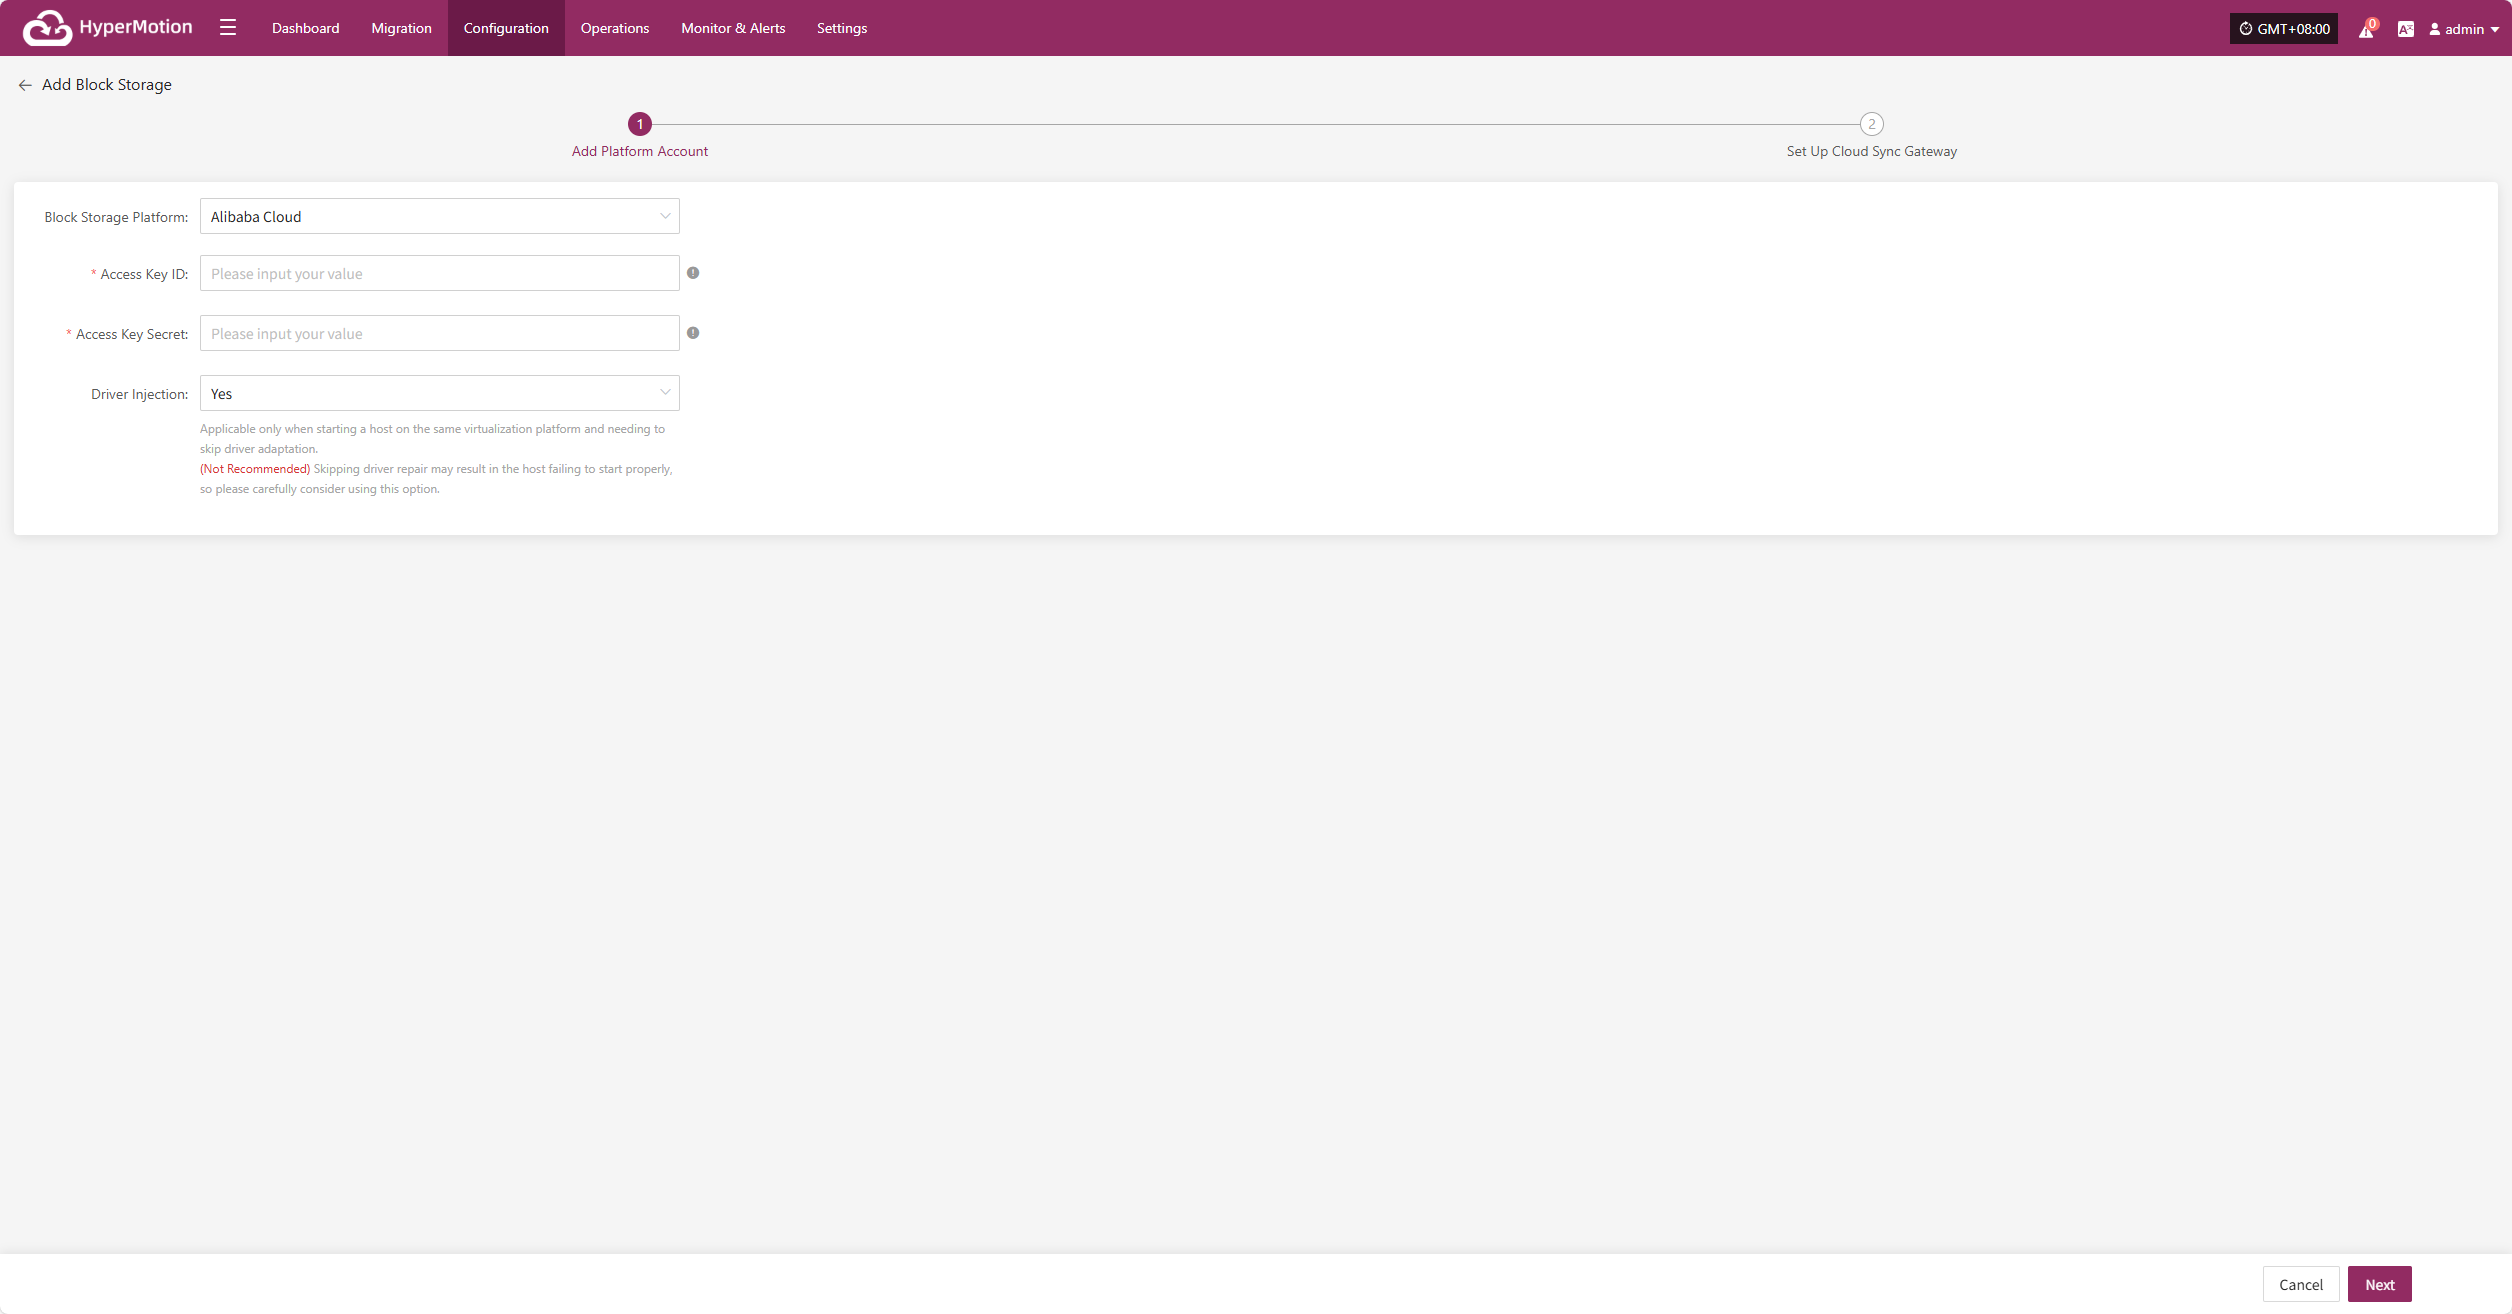 HyperMotion
Dashboard
Migration
Configuration
Operations
Monitor & Alerts
Settings
GMT+08:00
0
admin
Add Block Storage
1
2
Add Platform Account
Set Up Cloud Sync Gateway
Block Storage Platform:
Alibaba Cloud
* Access Key ID:
Please input your value
* Access Key Secret:
Please input your value
Driver Injection:
Yes
Applicable only when starting a host on the same virtualization platform and needing to
skip driver adaptation.
(Not Recommended) Skipping driver repair may result in the host failing to start properly,
so please carefully consider using this option.
Cancel
Next